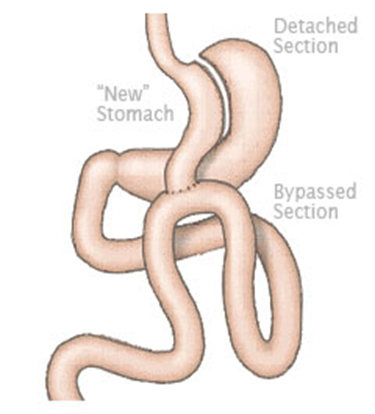 Detached
Section
“New”
Stomach
Bypassed
Section